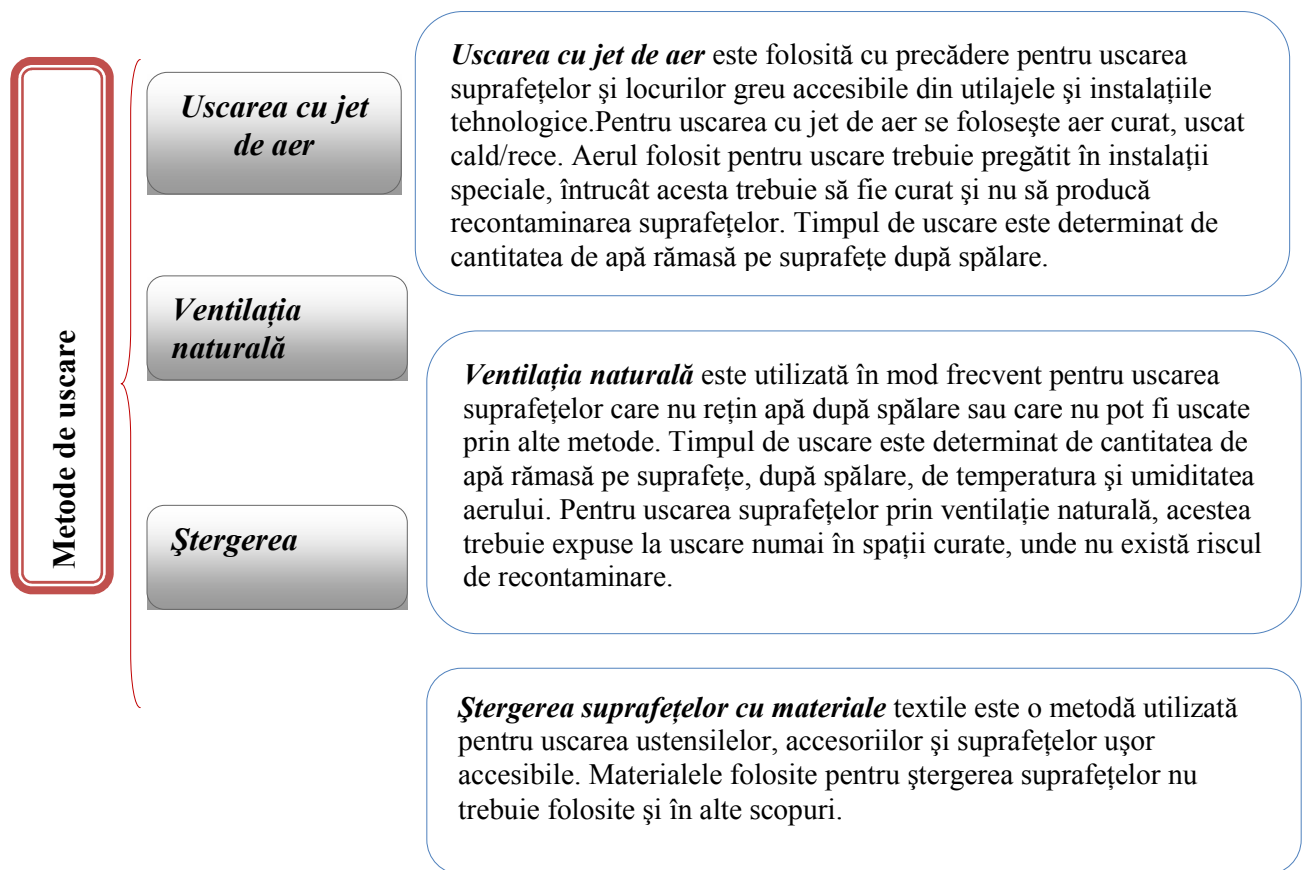 Metode de uscare
Uscarea cu jet
de aer
Uscarea cu jet de aer este folosită cu precădere pentru uscarea
suprafețelor şi locurilor greu accesibile din utilajele şi instalațiile
tehnologice.Pentru uscarea cu jet de aer se foloseşte aer curat, uscat
cald/rece. Aerul folosit pentru uscare trebuie pregătit în instalații
speciale, întrucât acesta trebuie să fie curat şi nu să producă
recontaminarea suprafețelor. Timpul de uscare este determinat de
cantitatea de apă rămasă pe suprafețe după spălare.
Ventilația
naturală
Ventilația naturală este utilizată în mod frecvent pentru uscarea
suprafețelor care nu rețin apă după spălare sau care nu pot fi uscate
prin alte metode. Timpul de uscare este determinat de cantitatea de
apă rămasă pe suprafețe, după spălare, de temperatura şi umiditatea
aerului. Pentru uscarea suprafețelor prin ventilație naturală, acestea
trebuie expuse la uscare numai în spații curate, unde nu există riscul
de recontaminare.
Ştergerea
Ştergerea suprafețelor cu materiale textile este o metodă utilizată
pentru uscarea ustensilelor, accesoriilor şi suprafețelor uşor
accesibile. Materialele folosite pentru ştergerea suprafețelor nu
trebuie folosite şi în alte scopuri.